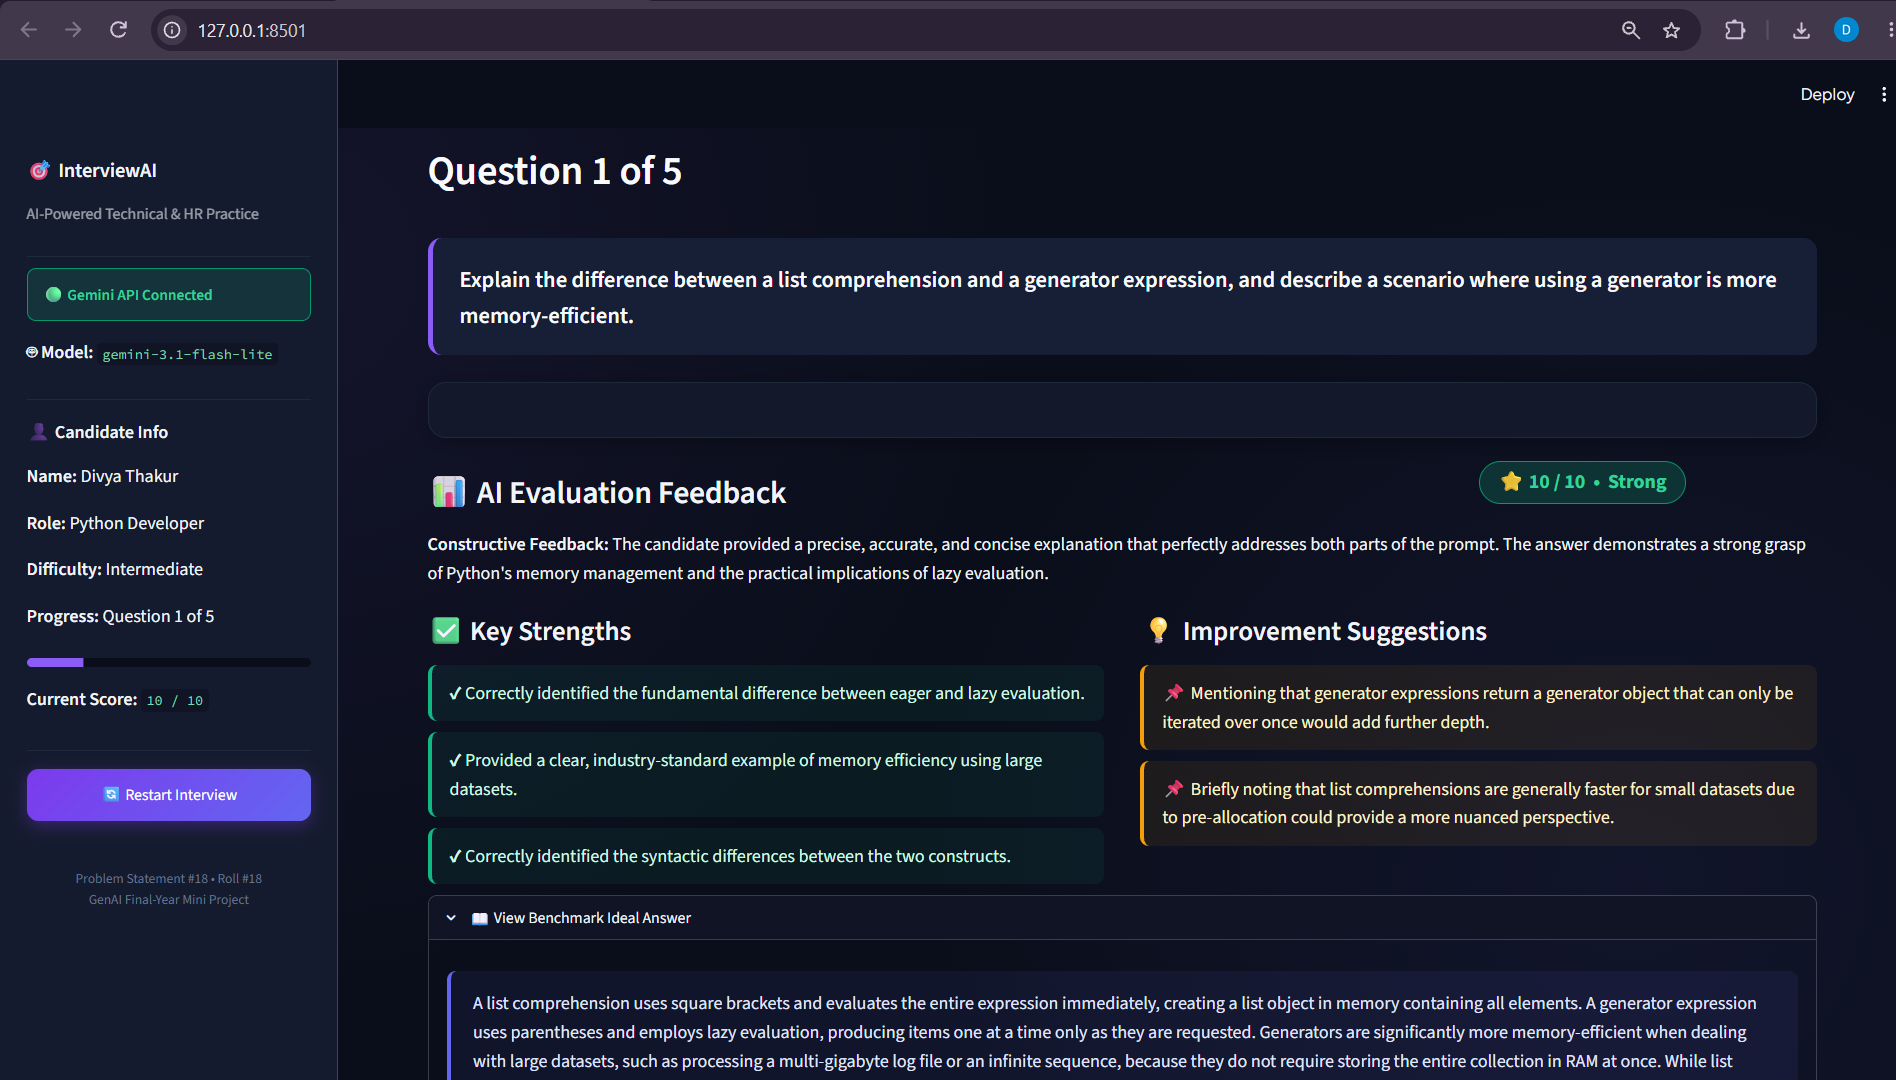 127.0.0.1:8501
D
Deploy
🎯 InterviewAI
AI-Powered Technical & HR Practice
Gemini API Connected
Model: gemini-3.1-flash-lite
Candidate Info
Name: Divya Thakur
Role: Python Developer
Difficulty: Intermediate
Progress: Question 1 of 5
Current Score: 10 / 10
Restart Interview
Problem Statement #18 • Roll #18
GenAI Final-Year Mini Project
Question 1 of 5
Explain the difference between a list comprehension and a generator expression, and describe a scenario where using a generator is more
memory-efficient.
AI Evaluation Feedback
10 / 10 • Strong
Constructive Feedback: The candidate provided a precise, accurate, and concise explanation that perfectly addresses both parts of the prompt. The answer demonstrates a strong grasp
of Python's memory management and the practical implications of lazy evaluation.
Key Strengths
✔ Correctly identified the fundamental difference between eager and lazy evaluation.
✔ Provided a clear, industry-standard example of memory efficiency using large
datasets.
✔ Correctly identified the syntactic differences between the two constructs.
Improvement Suggestions
Mentioning that generator expressions return a generator object that can only be
iterated over once would add further depth.
Briefly noting that list comprehensions are generally faster for small datasets due
to pre-allocation could provide a more nuanced perspective.
View Benchmark Ideal Answer
A list comprehension uses square brackets and evaluates the entire expression immediately, creating a list object in memory containing all elements. A generator expression
uses parentheses and employs lazy evaluation, producing items one at a time only as they are requested. Generators are significantly more memory-efficient when dealing
with large datasets, such as processing a multi-gigabyte log file or an infinite sequence, because they do not require storing the entire collection in RAM at once. While list